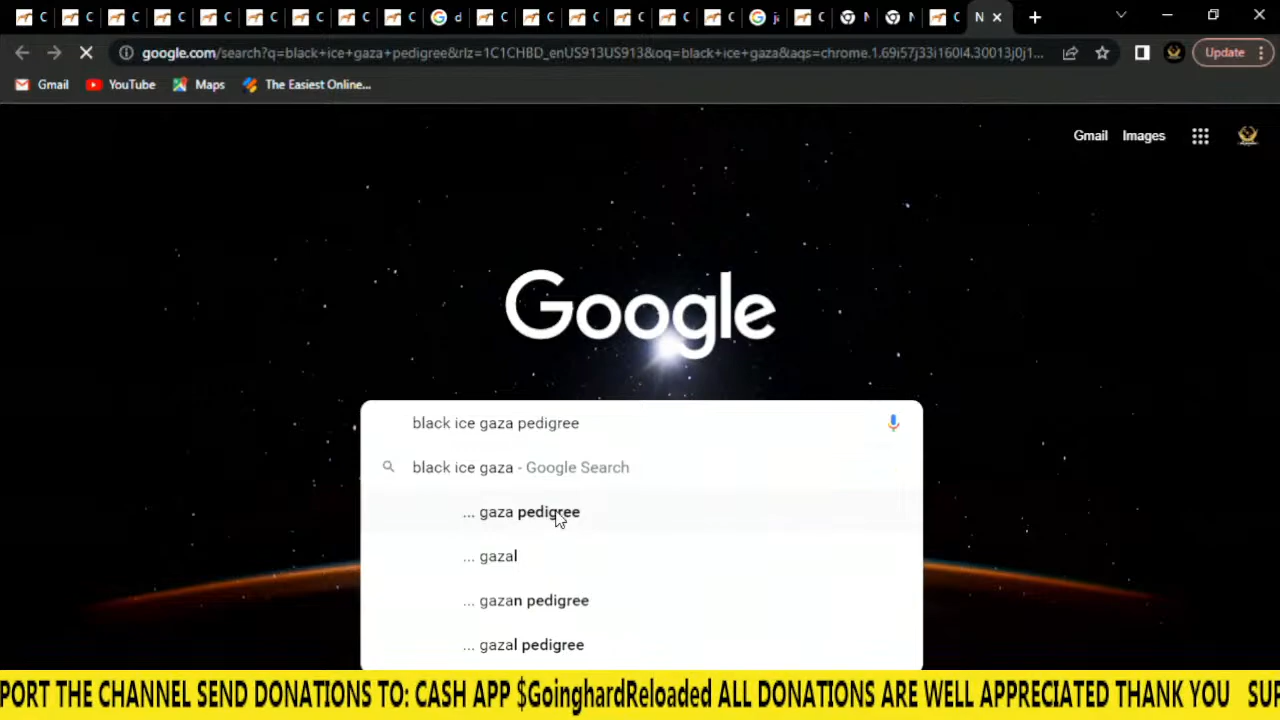 C C C C C C C C C d C C C C C C j C N N C N
google.com/search?q=black+ice+gaza+pedigree&rlz=1C1CHBD_enUS913US913&oq=black+ice+gaza&aqs=chrome.1.69i57j33i160l4.30013j0j1... Update
Gmail YouTube Maps The Easiest Online...
Gmail Images
Google
black ice gaza pedigree
black ice gaza - Google Search
... gaza pedigree
... gazal
... gazan pedigree
... gazal pedigree
PORT THE CHANNEL SEND DONATIONS TO: CASH APP $GoinghardReloaded ALL DONATIONS ARE WELL APPRECIATED THANK YOU SUF